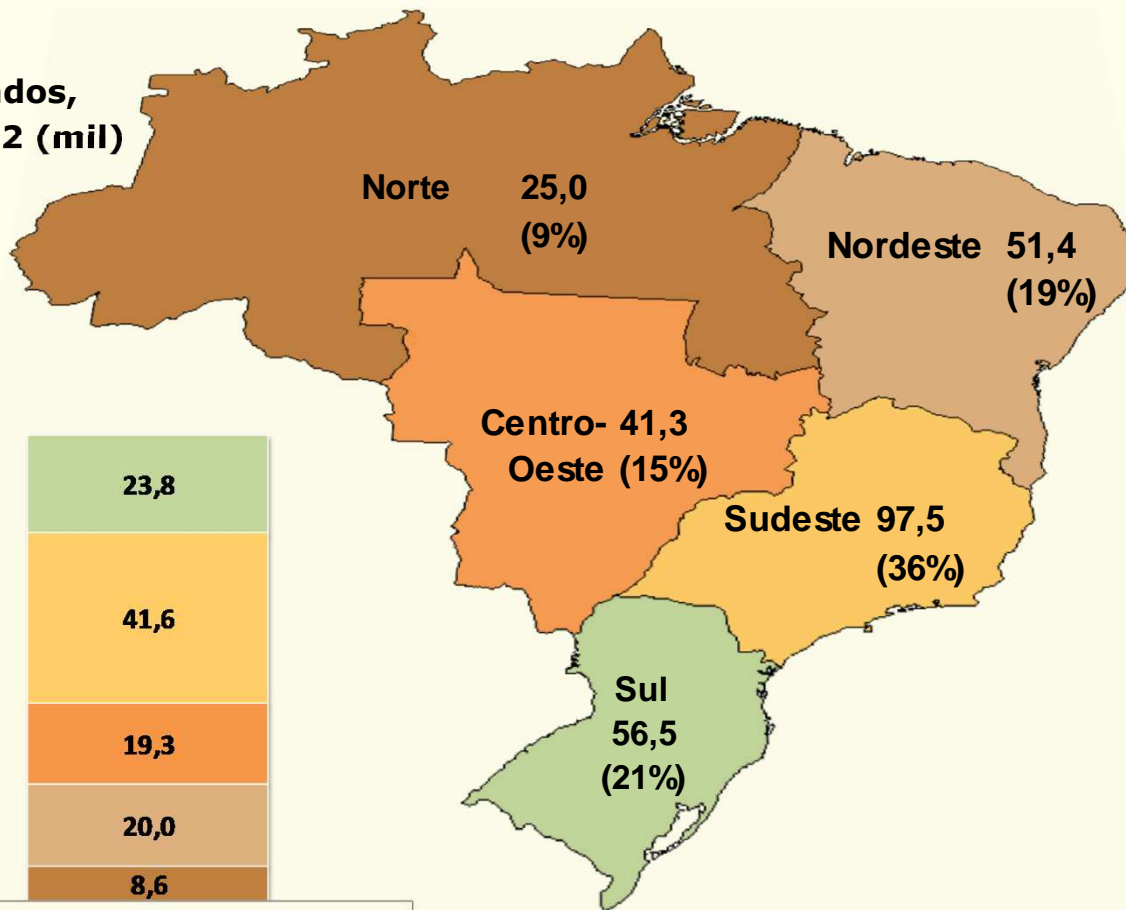 ados,
2 (mil)
Norte 25,0
(9%)
Nordeste 51,4
(19%)
Centro- 41,3
Oeste (15%)
Sudeste 97,5
(36%)
Sul
56,5
(21%)
23,8
41,6
19,3
20,0
8,6